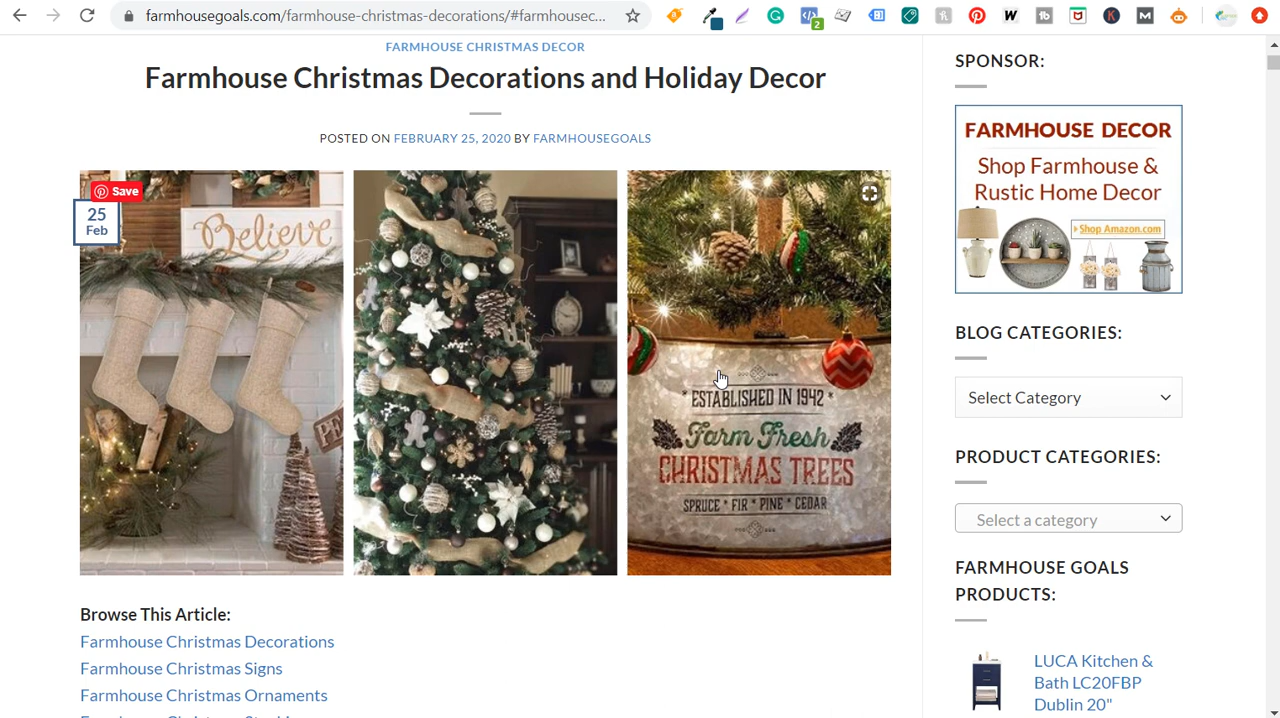 farmhousegoals.com/farmhouse-christmas-decorations/#farmhousec...
2
FARMHOUSE CHRISTMAS DECOR
Farmhouse Christmas Decorations and Holiday Decor
POSTED ON FEBRUARY 25, 2020 BY FARMHOUSEGOALS
Save
25
Feb
Believe
* ESTABLISHED IN 1942 *
Farm Fresh
CHRISTMAS TREES
SPRUCE * FIR * PINE * CEDAR
Browse This Article:
Farmhouse Christmas Decorations
Farmhouse Christmas Signs
Farmhouse Christmas Ornaments
SPONSOR:
FARMHOUSE DECOR
Shop Farmhouse &
Rustic Home Decor
Shop Amazon.com
BLOG CATEGORIES:
Select Category
PRODUCT CATEGORIES:
Select a category
FARMHOUSE GOALS
PRODUCTS:
LUCA Kitchen &
Bath LC20FBP
Dublin 20"